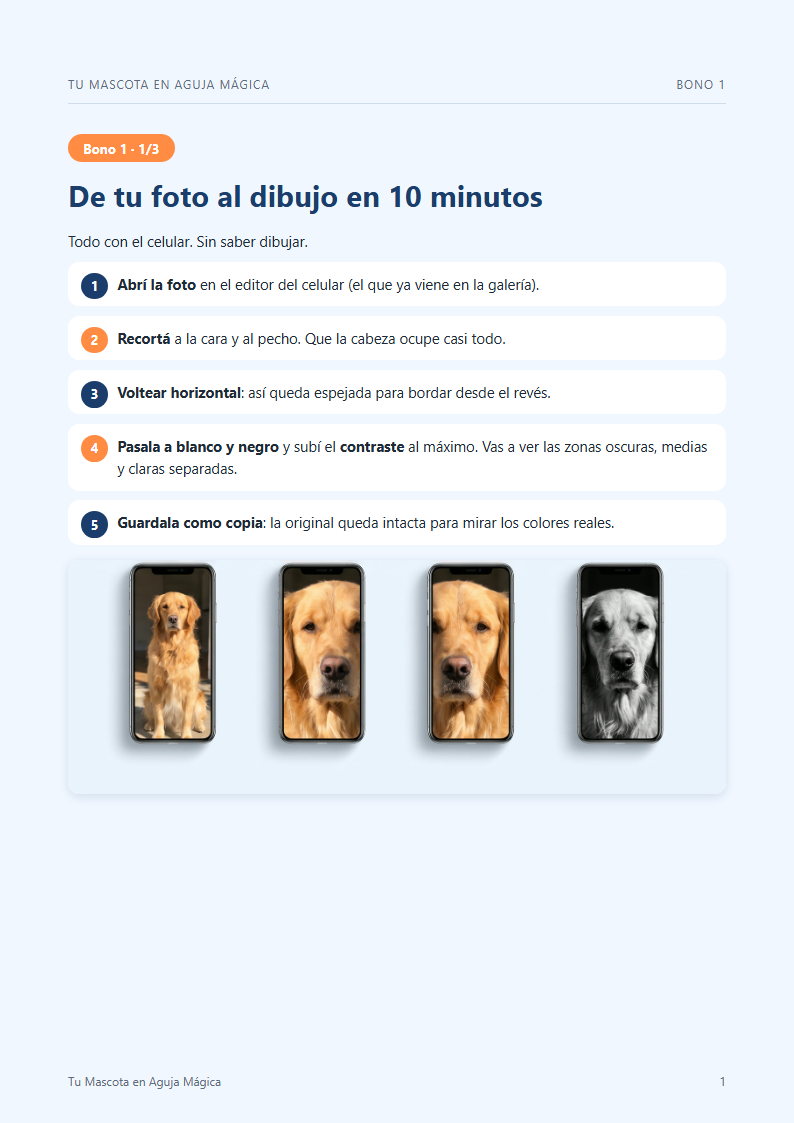 TU MASCOTA EN AGUJA MÁGICA
BONO 1
Bono 1 · 1/3
De tu foto al dibujo en 10 minutos
Todo con el celular. Sin saber dibujar.
1 Abrí la foto en el editor del celular (el que ya viene en la galería).
2 Recortá a la cara y al pecho. Que la cabeza ocupe casi todo.
3 Voltear horizontal: así queda espejada para bordar desde el revés.
4 Pasala a blanco y negro y subí el contraste al máximo. Vas a ver las zonas oscuras, medias
y claras separadas.
5 Guardala como copia: la original queda intacta para mirar los colores reales.
Tu Mascota en Aguja Mágica
1